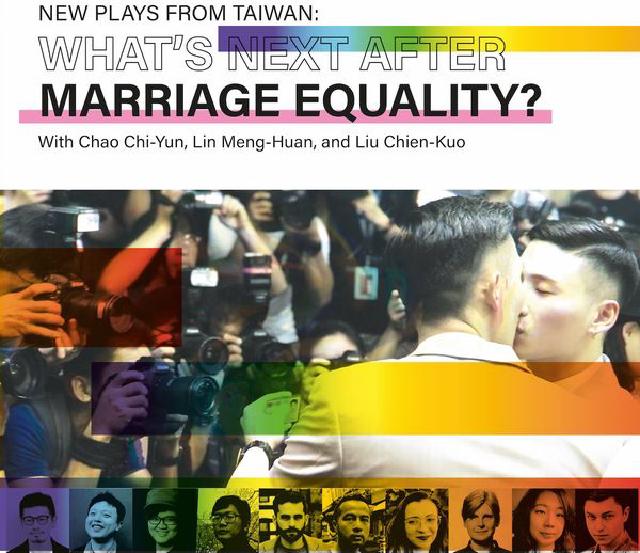 NEW PLAYS FROM TAIWAN:
WHAT'S NEXT AFTER
MARRIAGE EQUALITY?
With Chao Chi-Yun, Lin Meng-Huan, and Liu Chien-Kuo